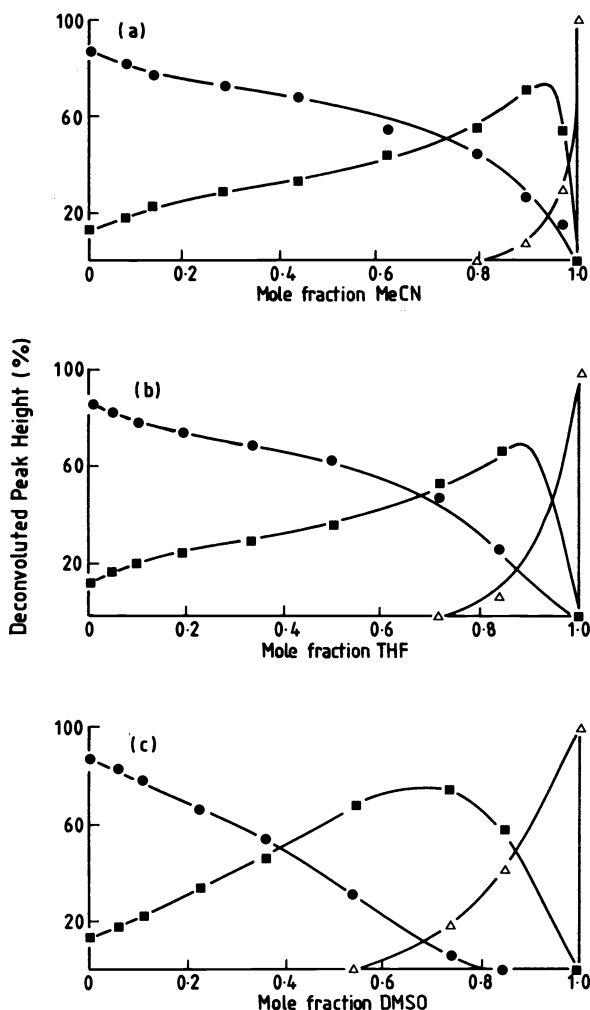 100
(a)
60
20
0 0·2 0·4 0·6 0·8 1·0
Mole fraction MeCN
Deconvoluted Peak Height (%)
100
(b)
60
20
0 0·2 0·4 0·6 0·8 1·0
Mole fraction THF
100
(c)
60
20
0 0·2 0·4 0·6 0·8 1·0
Mole fraction DMSO